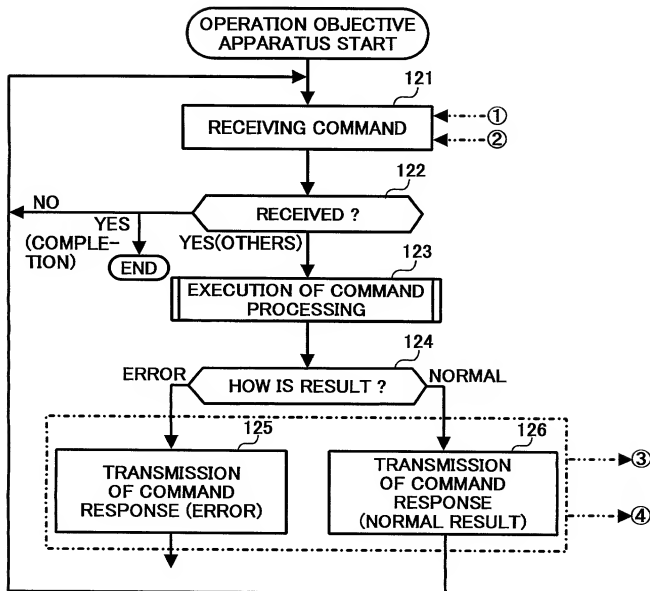 OPERATION OBJECTIVE
APPARATUS START
121
RECEIVING COMMAND
①
②
122
NO
RECEIVED ?
YES
(COMPLE-
TION)
YES(OTHERS)
END
123
EXECUTION OF COMMAND
PROCESSING
124
ERROR
HOW IS RESULT ?
NORMAL
125
TRANSMISSION
OF COMMAND
RESPONSE (ERROR)
126
TRANSMISSION
OF COMMAND
RESPONSE
(NORMAL RESULT)
③
④